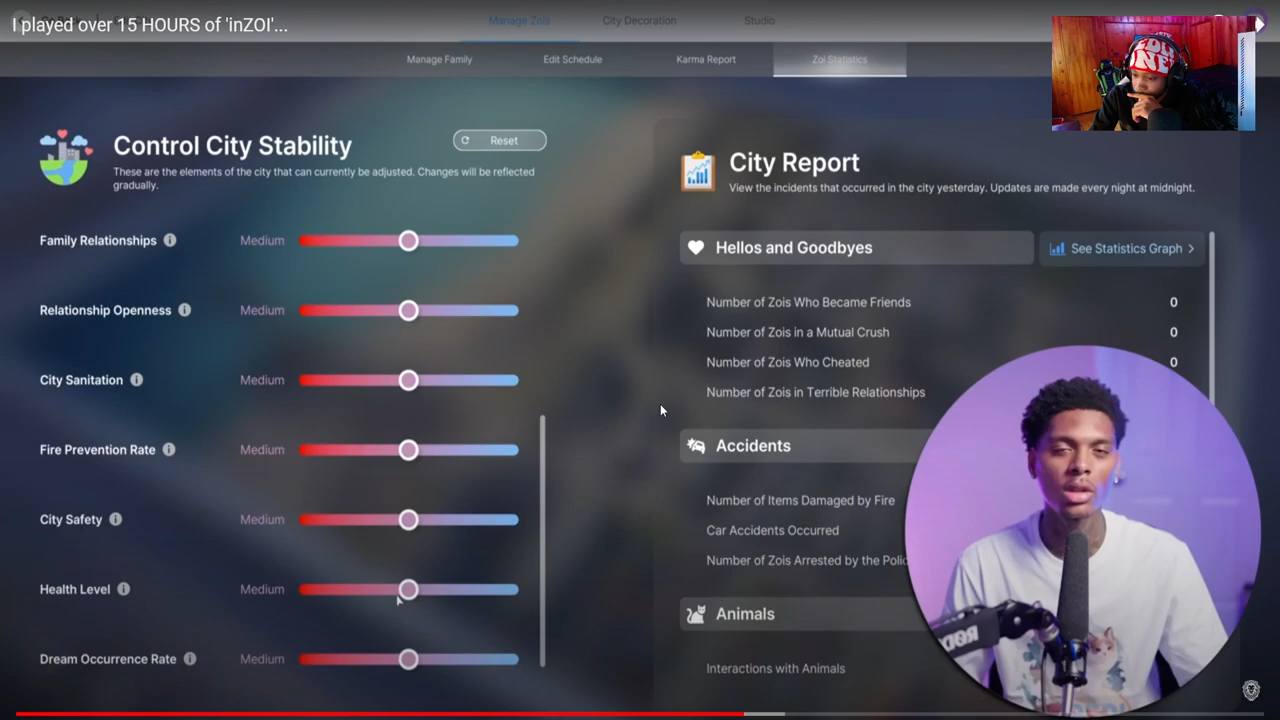 I played over 15 HOURS of 'inZOI'...
Manage Zois
City Decoration
Studio
Manage Family
Edit Schedule
Karma Report
Zoi Statistics
Control City Stability
Reset
These are the elements of the city that can currently be adjusted. Changes will be reflected
gradually.
Family Relationships
Medium
Relationship Openness
Medium
City Sanitation
Medium
Fire Prevention Rate
Medium
City Safety
Medium
Health Level
Medium
Dream Occurrence Rate
Medium
City Report
View the incidents that occurred in the city yesterday. Updates are made every night at midnight.
Hellos and Goodbyes
See Statistics Graph
Number of Zois Who Became Friends 0
Number of Zois in a Mutual Crush 0
Number of Zois Who Cheated 0
Number of Zois in Terrible Relationships
Accidents
Number of Items Damaged by Fire
Car Accidents Occurred
Number of Zois Arrested by the Polic
Animals
Interactions with Animals
RØDE